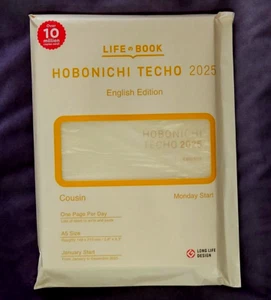 Over
10
million
LIFE BOOK
HOBONICHI TECHO 2025
English Edition
HOBONICHI
TECHO 2025
Cousin
Monday Start
One Page Per Day
A5 Size
January Start
LONG LIFE
DESIGN